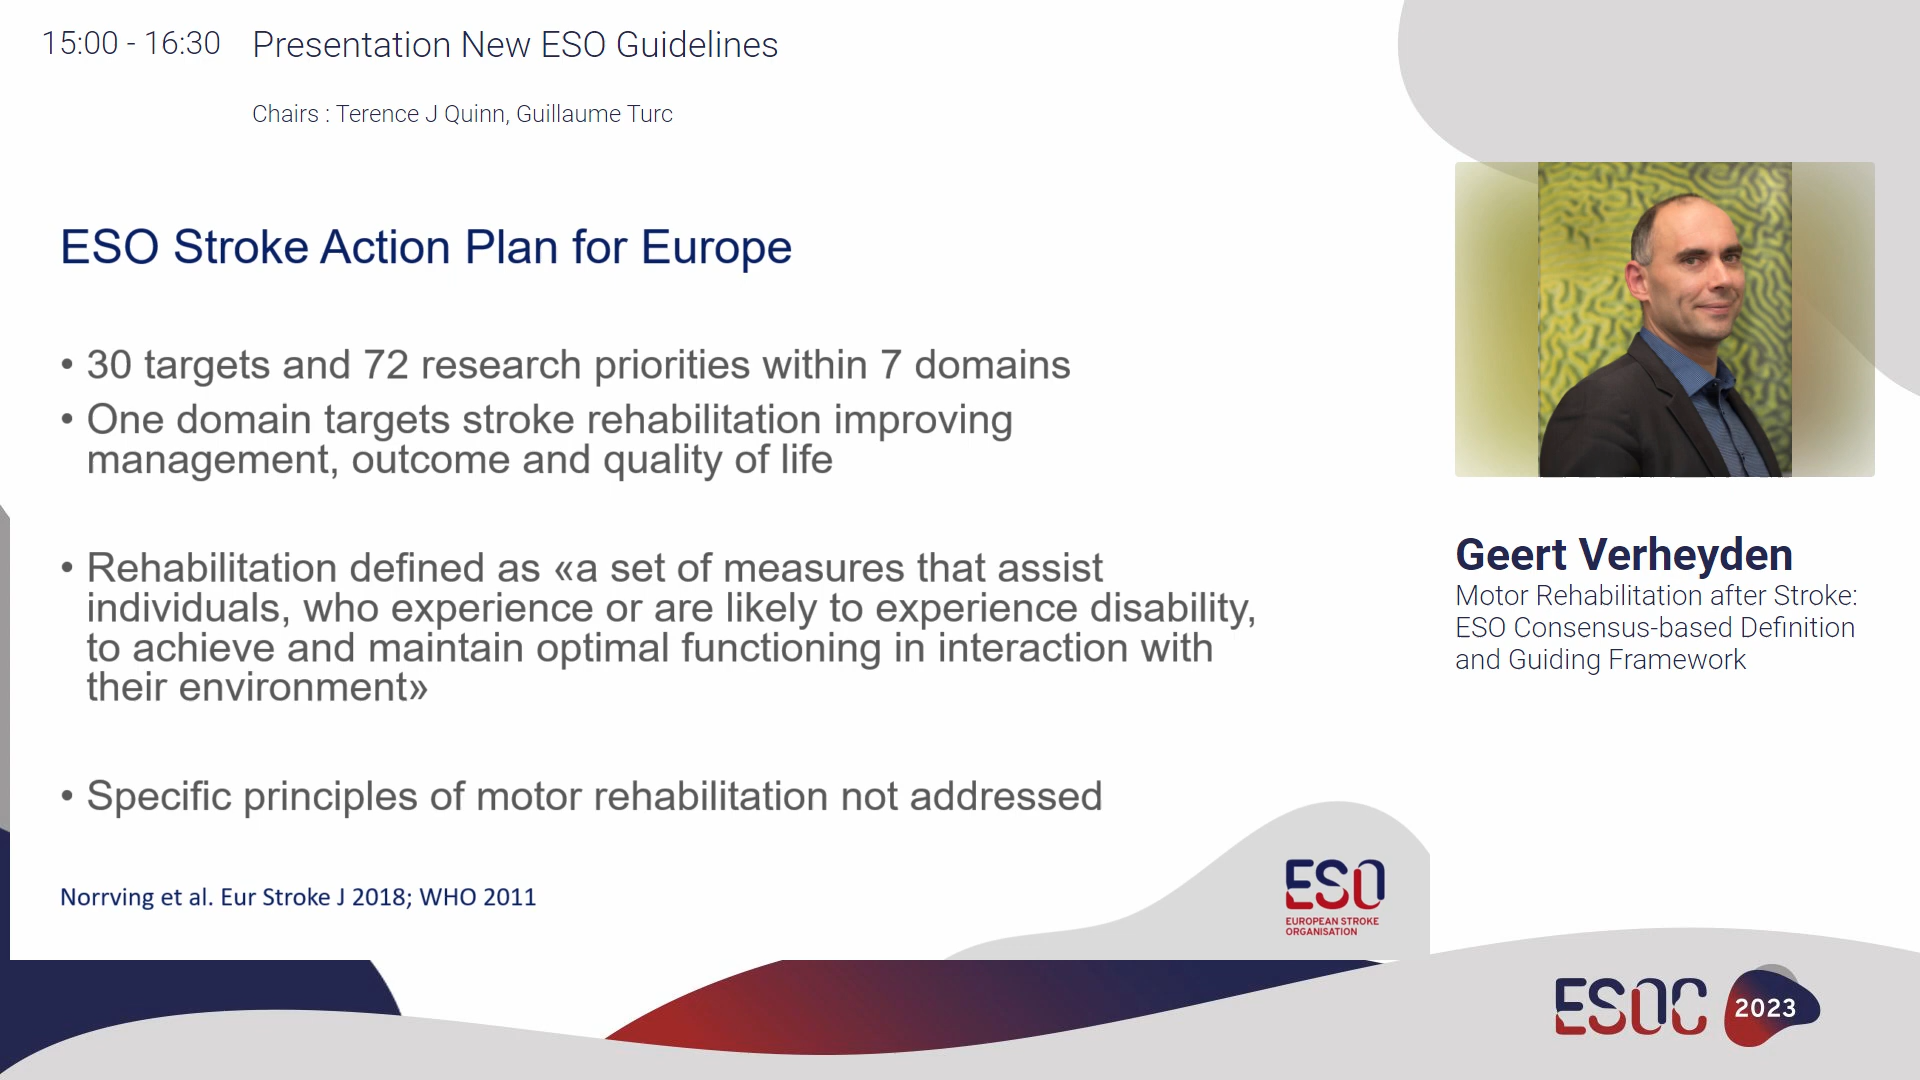 15:00 - 16:30 Presentation New ESO Guidelines
Chairs : Terence J Quinn, Guillaume Turc
ESO Stroke Action Plan for Europe
• 30 targets and 72 research priorities within 7 domains
• One domain targets stroke rehabilitation improving
management, outcome and quality of life
• Rehabilitation defined as «a set of measures that assist
individuals, who experience or are likely to experience disability,
to achieve and maintain optimal functioning in interaction with
their environment»
• Specific principles of motor rehabilitation not addressed
Norrving et al. Eur Stroke J 2018; WHO 2011
ESO
EUROPEAN STROKE
ORGANISATION
Geert Verheyden
Motor Rehabilitation after Stroke:
ESO Consensus-based Definition
and Guiding Framework
ESOC 2023